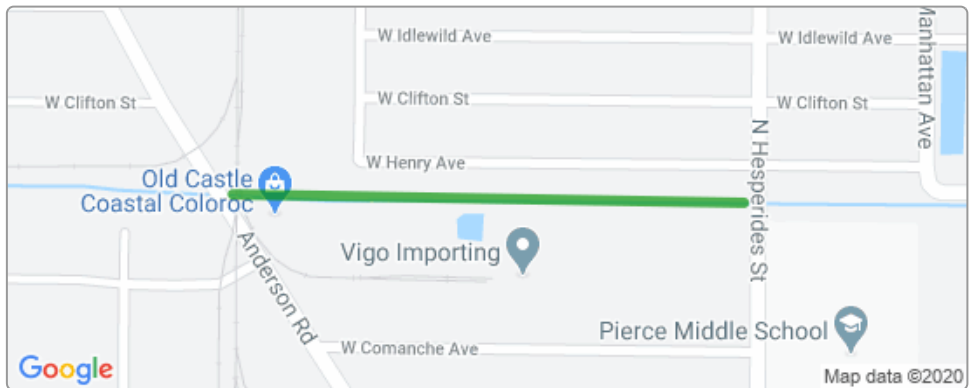 W Idlewild Ave
W Idlewild Ave
Manhattan Ave
W Clifton St
W Clifton St
W Clifton St
W Henry Ave
Old Castle
Coastal Coloroc
N Hesperides St
Vigo Importing
Anderson Rd
Pierce Middle School
W Comanche Ave
Google
Map data ©2020